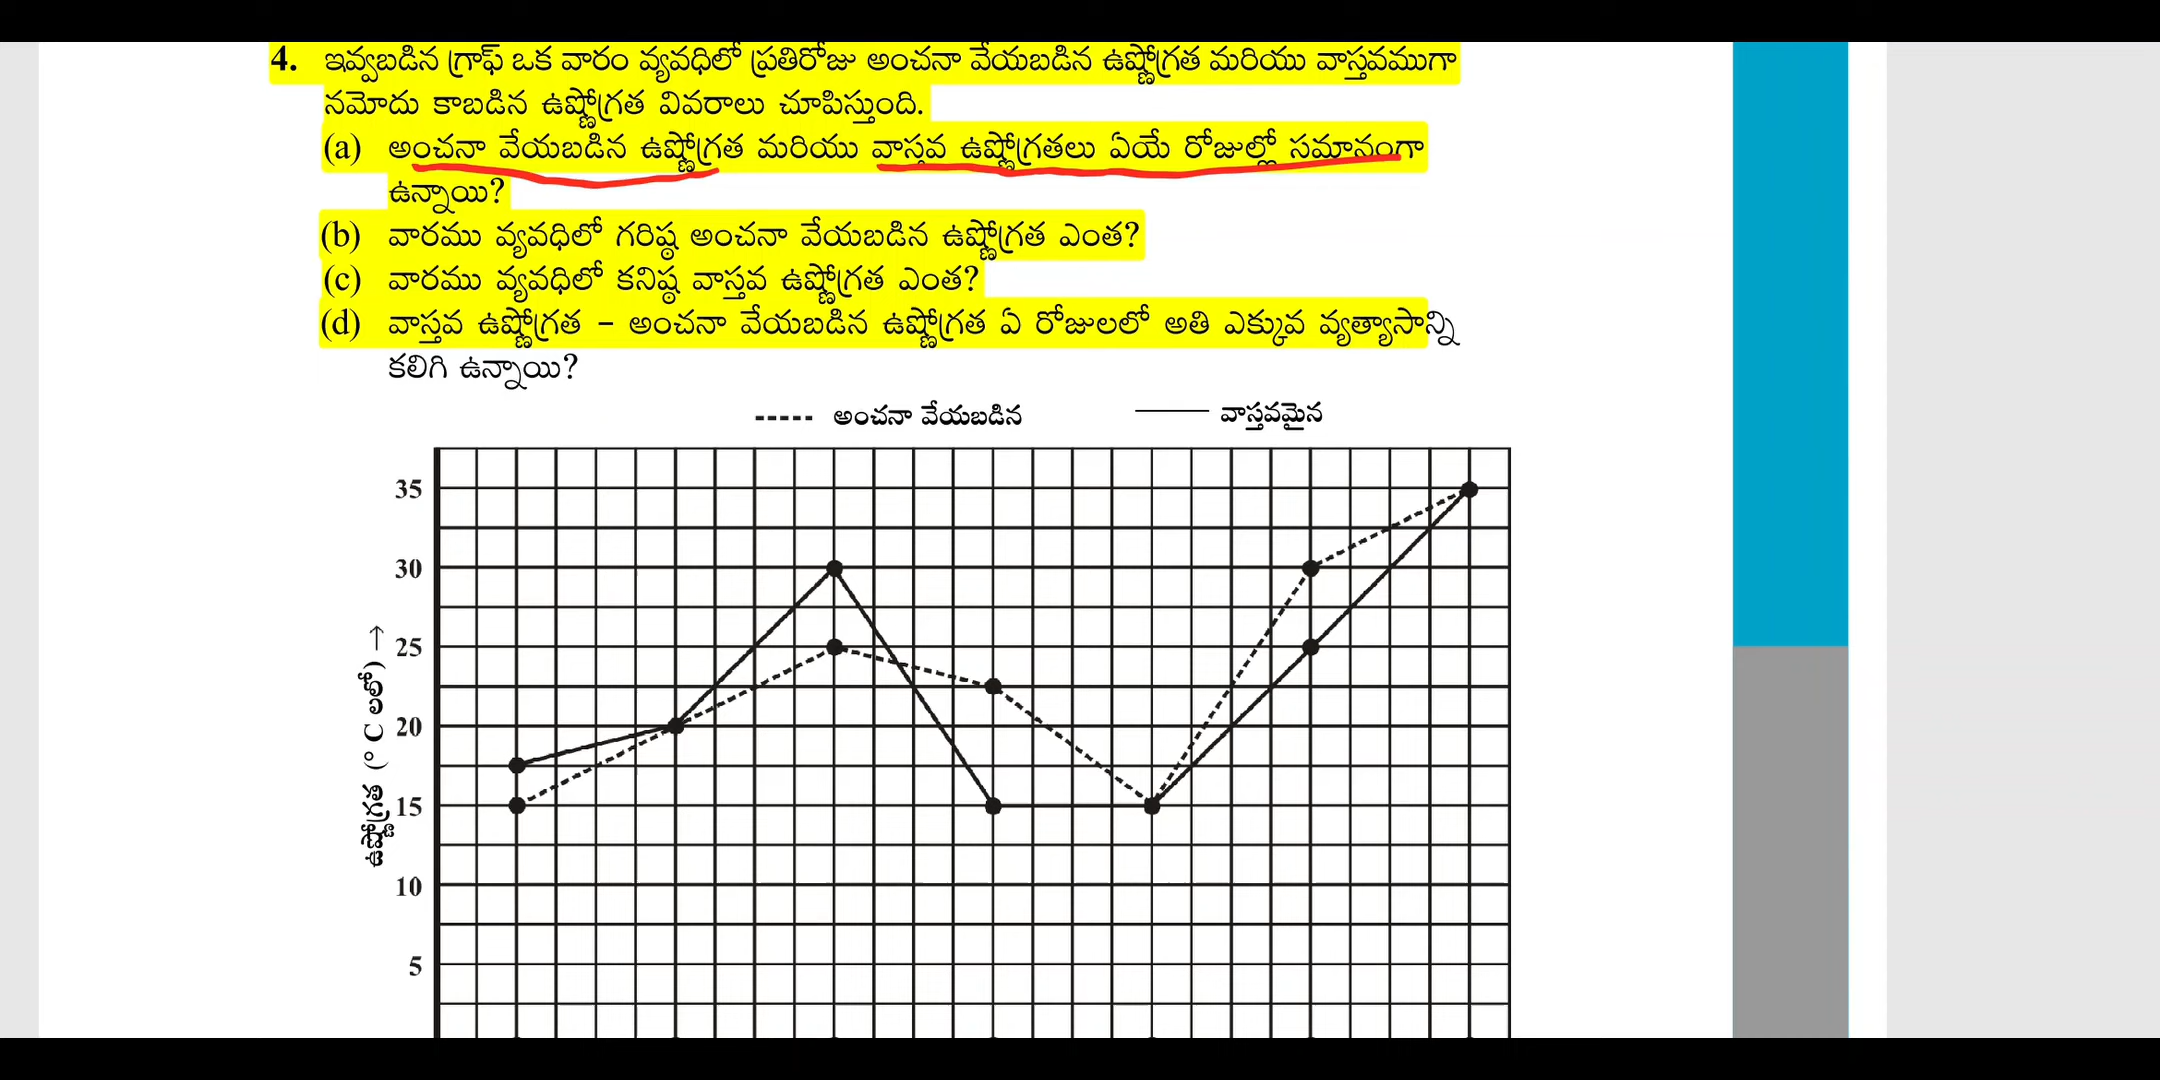 4. ఇవ్వబడిన గ్రాఫ్ ఒక వారం వ్యవధిలో ప్రతిరోజు అంచనా వేయబడిన ఉష్ణోగ్రత మరియు వాస్తవముగా
నమోదు కాబడిన ఉష్ణోగ్రత వివరాలు చూపిస్తుంది.
(a) అంచనా వేయబడిన ఉష్ణోగ్రత మరియు వాస్తవ ఉష్ణోగ్రతలు ఏయే రోజుల్లో సమానంగా
ఉన్నాయి?
(b) వారము వ్యవధిలో గరిష్ఠ అంచనా వేయబడిన ఉష్ణోగ్రత ఎంత?
(c) వారము వ్యవధిలో కనిష్ఠ వాస్తవ ఉష్ణోగ్రత ఎంత?
(d) వాస్తవ ఉష్ణోగ్రత – అంచనా వేయబడిన ఉష్ణోగ్రత ఏ రోజులలో అతి ఎక్కువ వ్యత్యాసాన్ని
కలిగి ఉన్నాయి?
----- అంచనా వేయబడిన —— వాస్తవమైన
35
30
25
20
15
10
5
ఉష్ణోగ్రత (° C లలో) →